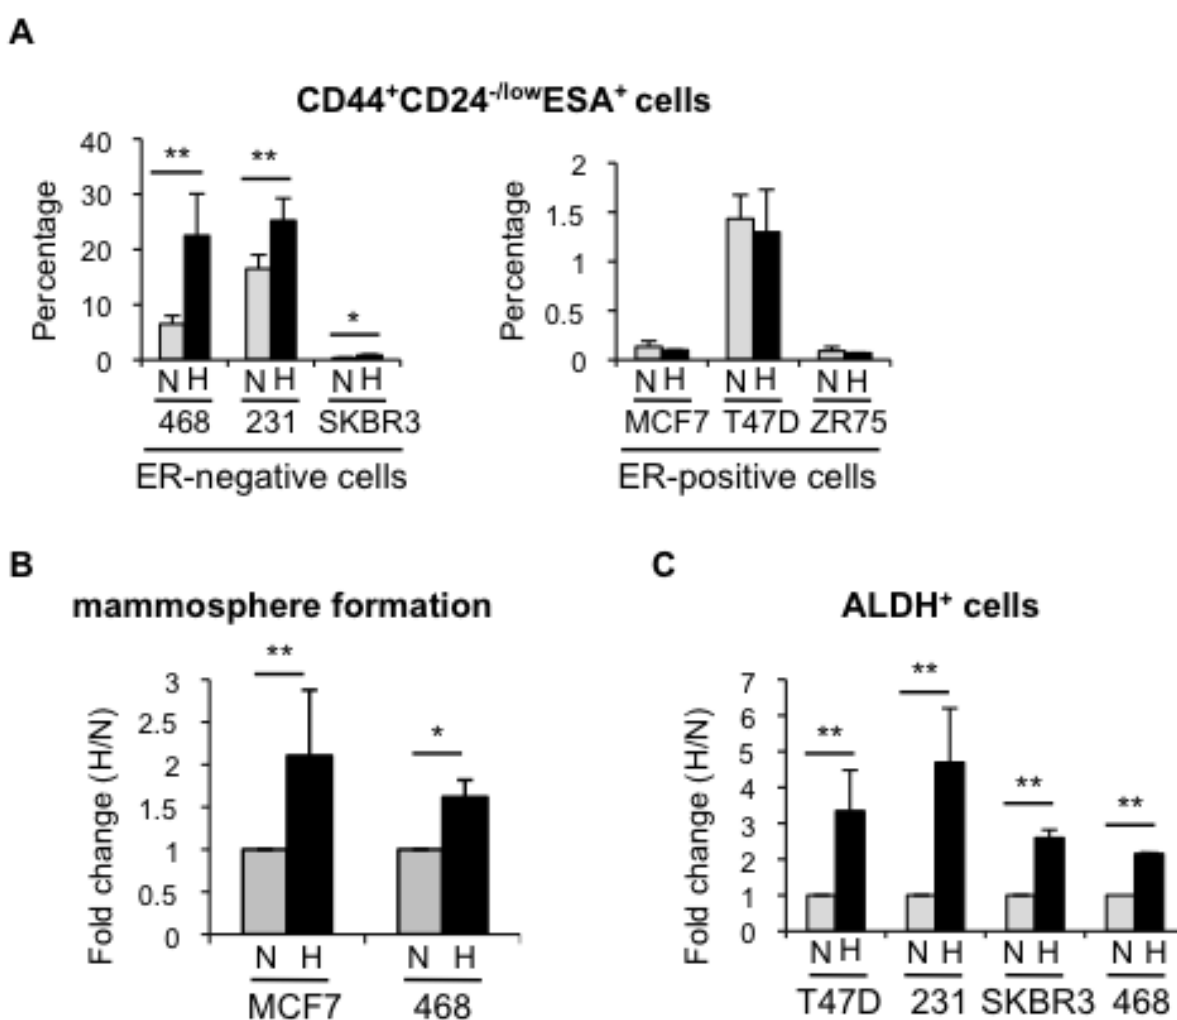 A
CD44⁺CD24⁻/ˡᵒʷESA⁺ cells
Percentage
40
30
20
10
0
**
**
*
N H N H N H
468 231 SKBR3
ER-negative cells
Percentage
2
1.5
1
0.5
0
N H N H N H
MCF7 T47D ZR75
ER-positive cells
B
mammosphere formation
Fold change (H/N)
3
2.5
2
1.5
1
0.5
0
**
*
N H N H
MCF7 468
C
ALDH⁺ cells
Fold change (H/N)
7
6
5
4
3
2
1
0
**
**
**
**
N H N H N H N H
T47D 231 SKBR3 468